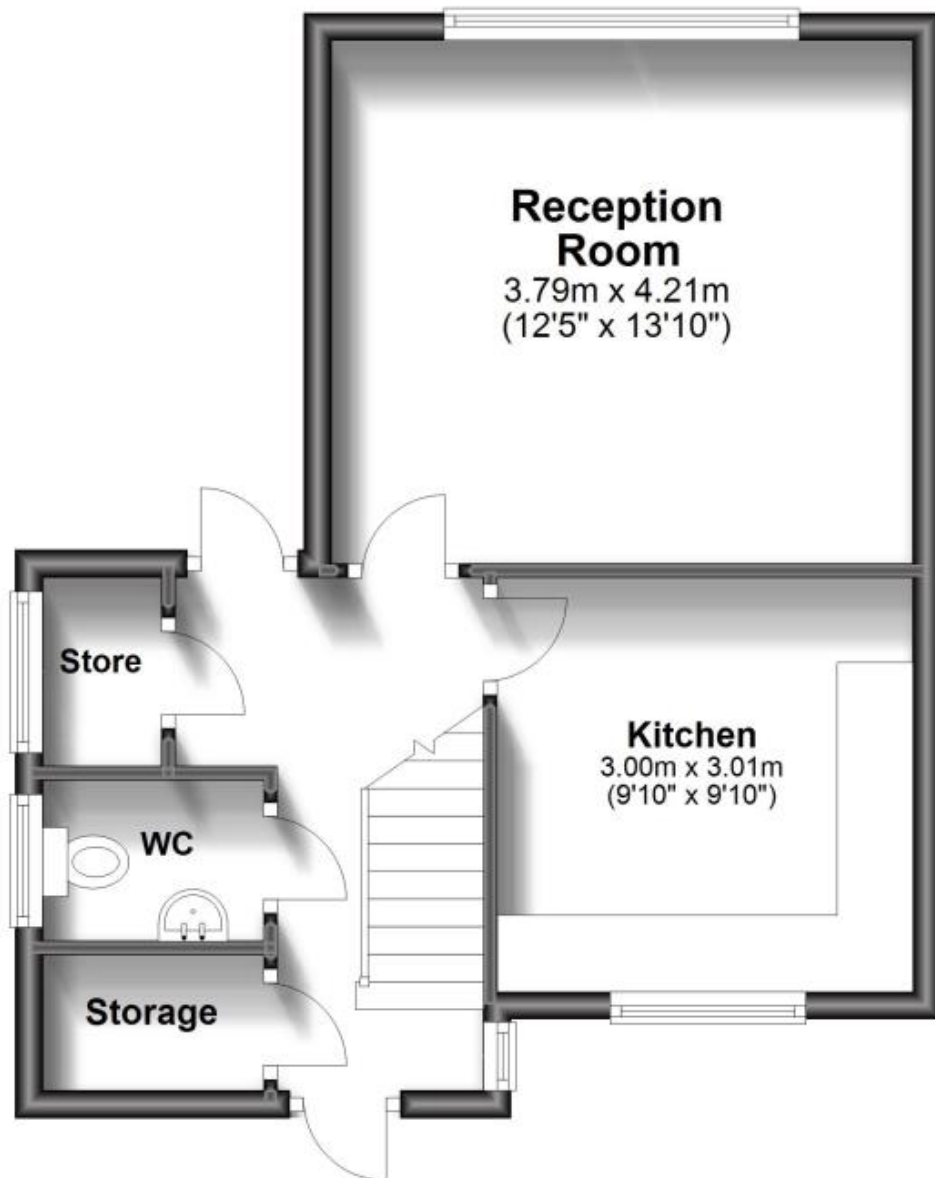 Reception
Room
3.79m x 4.21m
(12'5" x 13'10")
Store
Kitchen
3.00m x 3.01m
(9'10" x 9'10")
WC
Storage